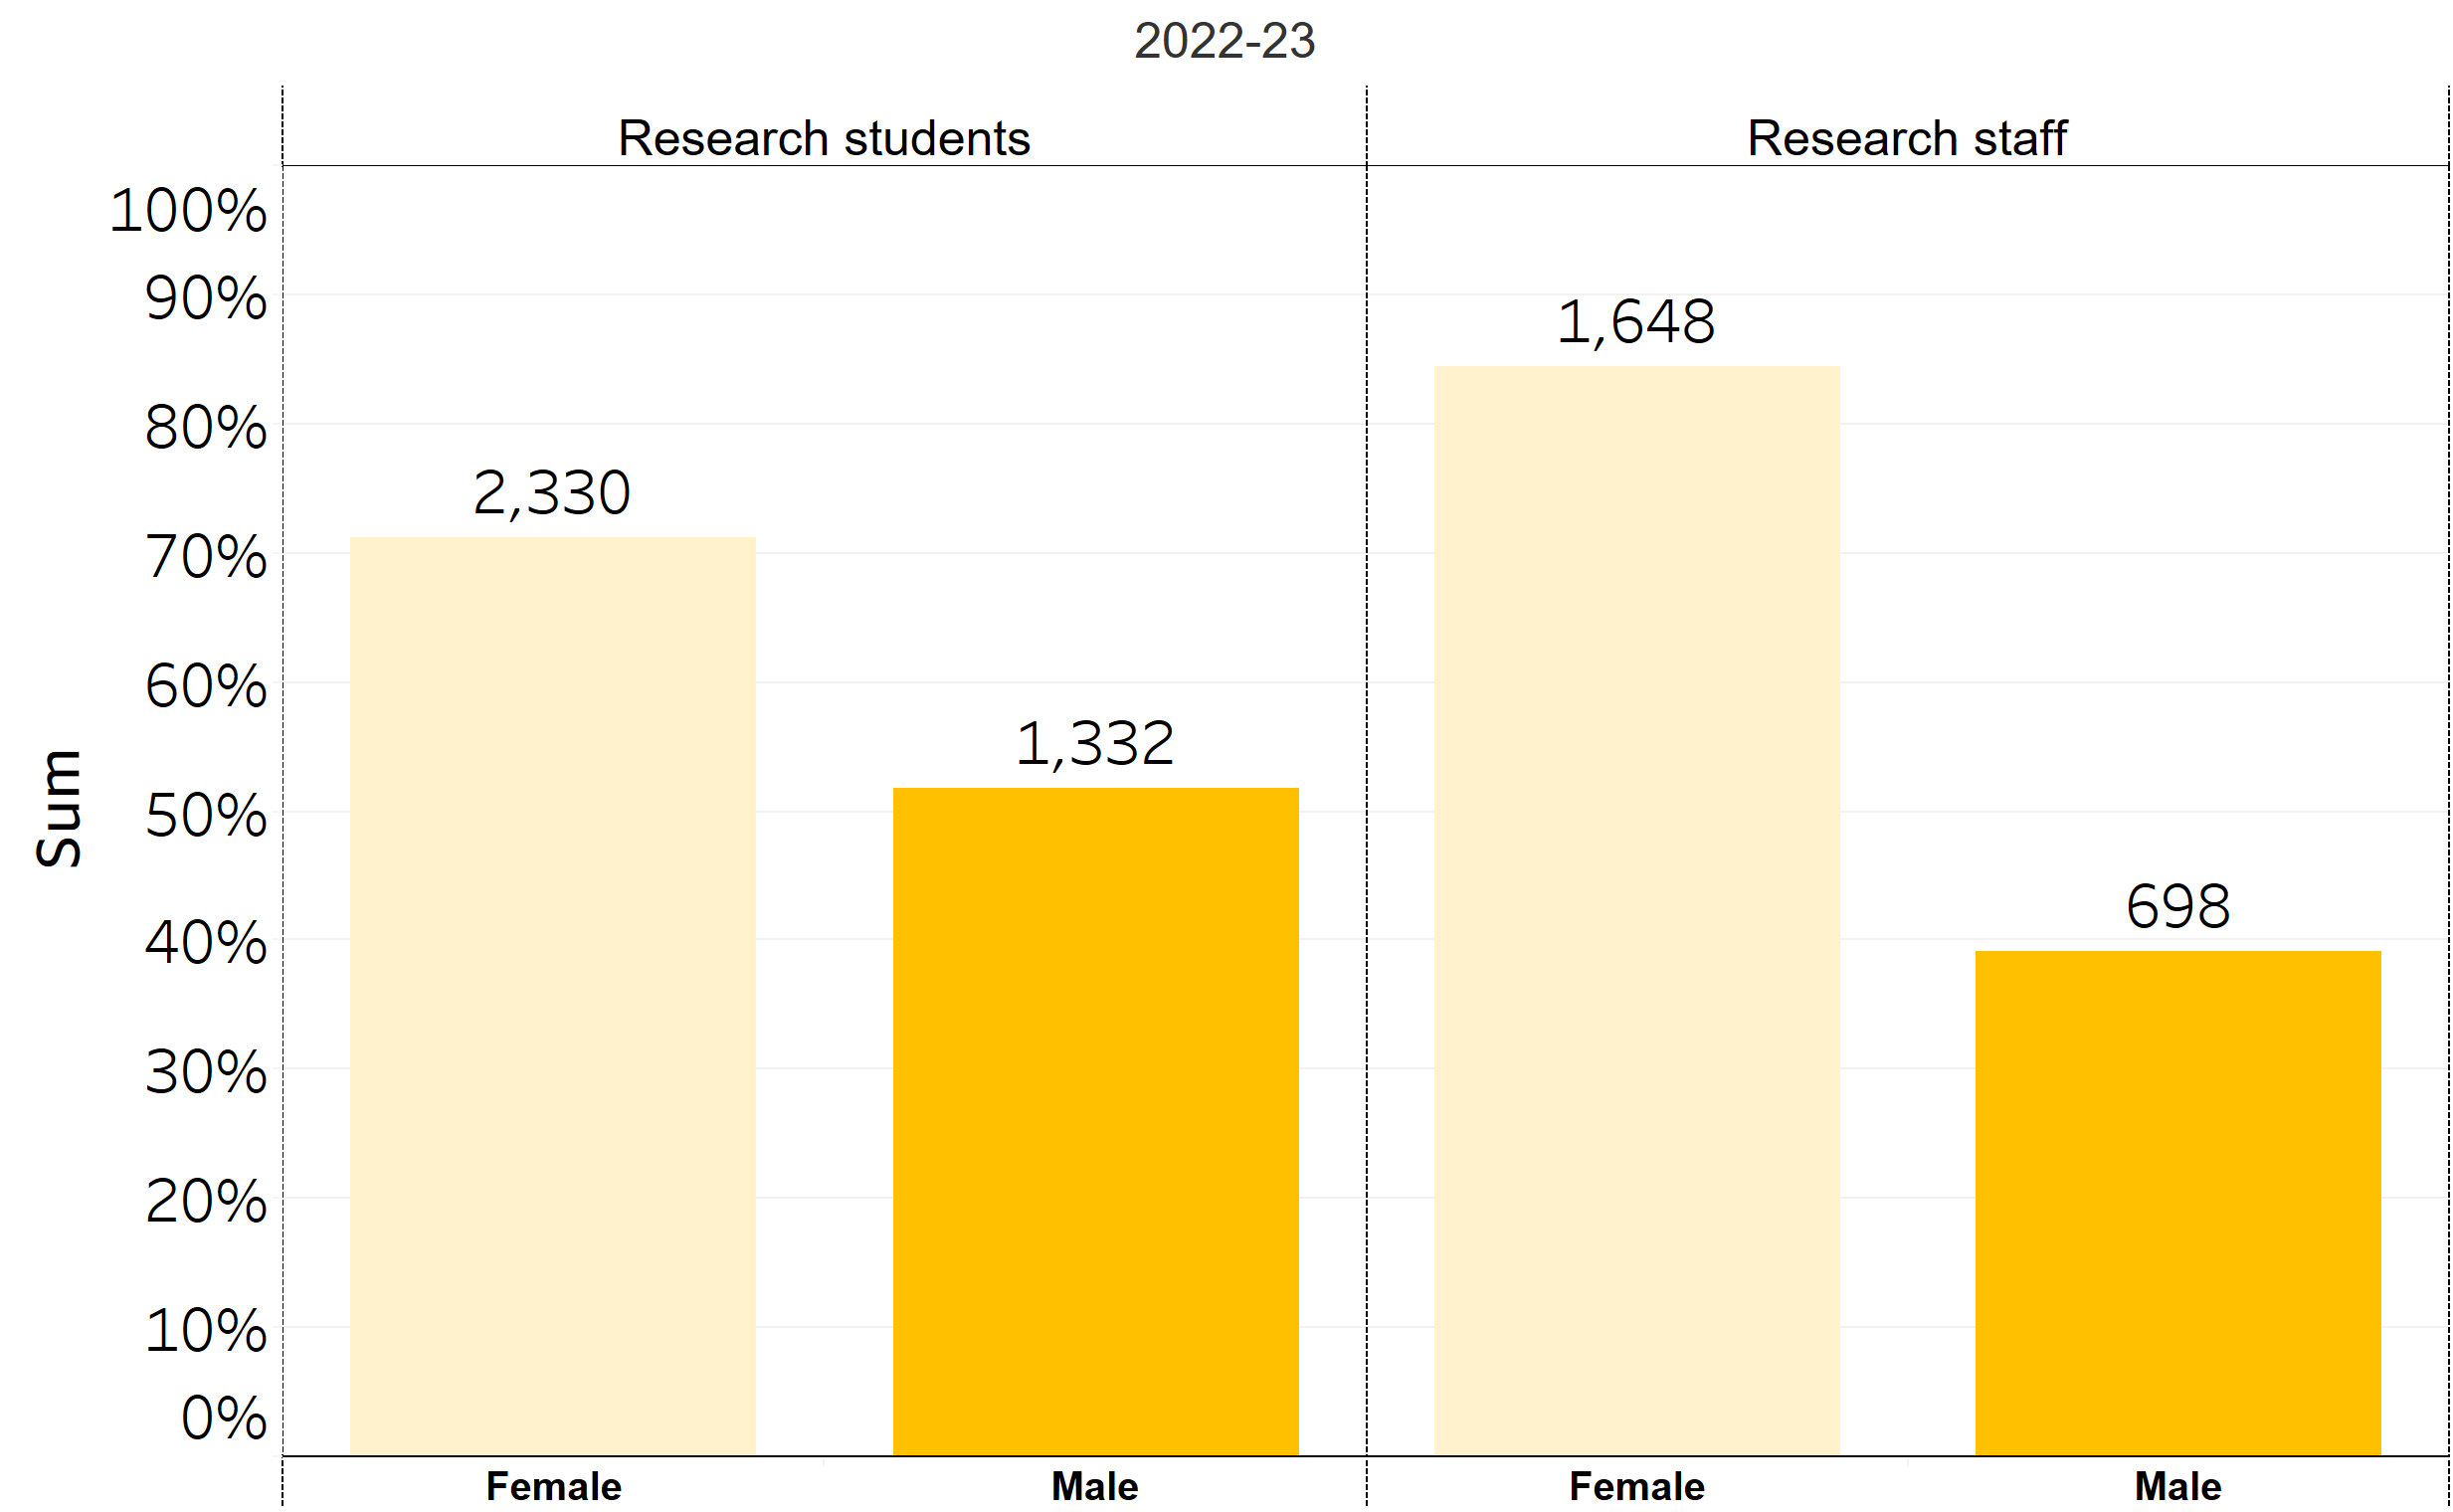 2022-23
Research students
Research staff
100%
90%
80%
70%
60%
50%
40%
30%
20%
10%
0%
Sum
2,330
1,332
1,648
698
Female
Male
Female
Male